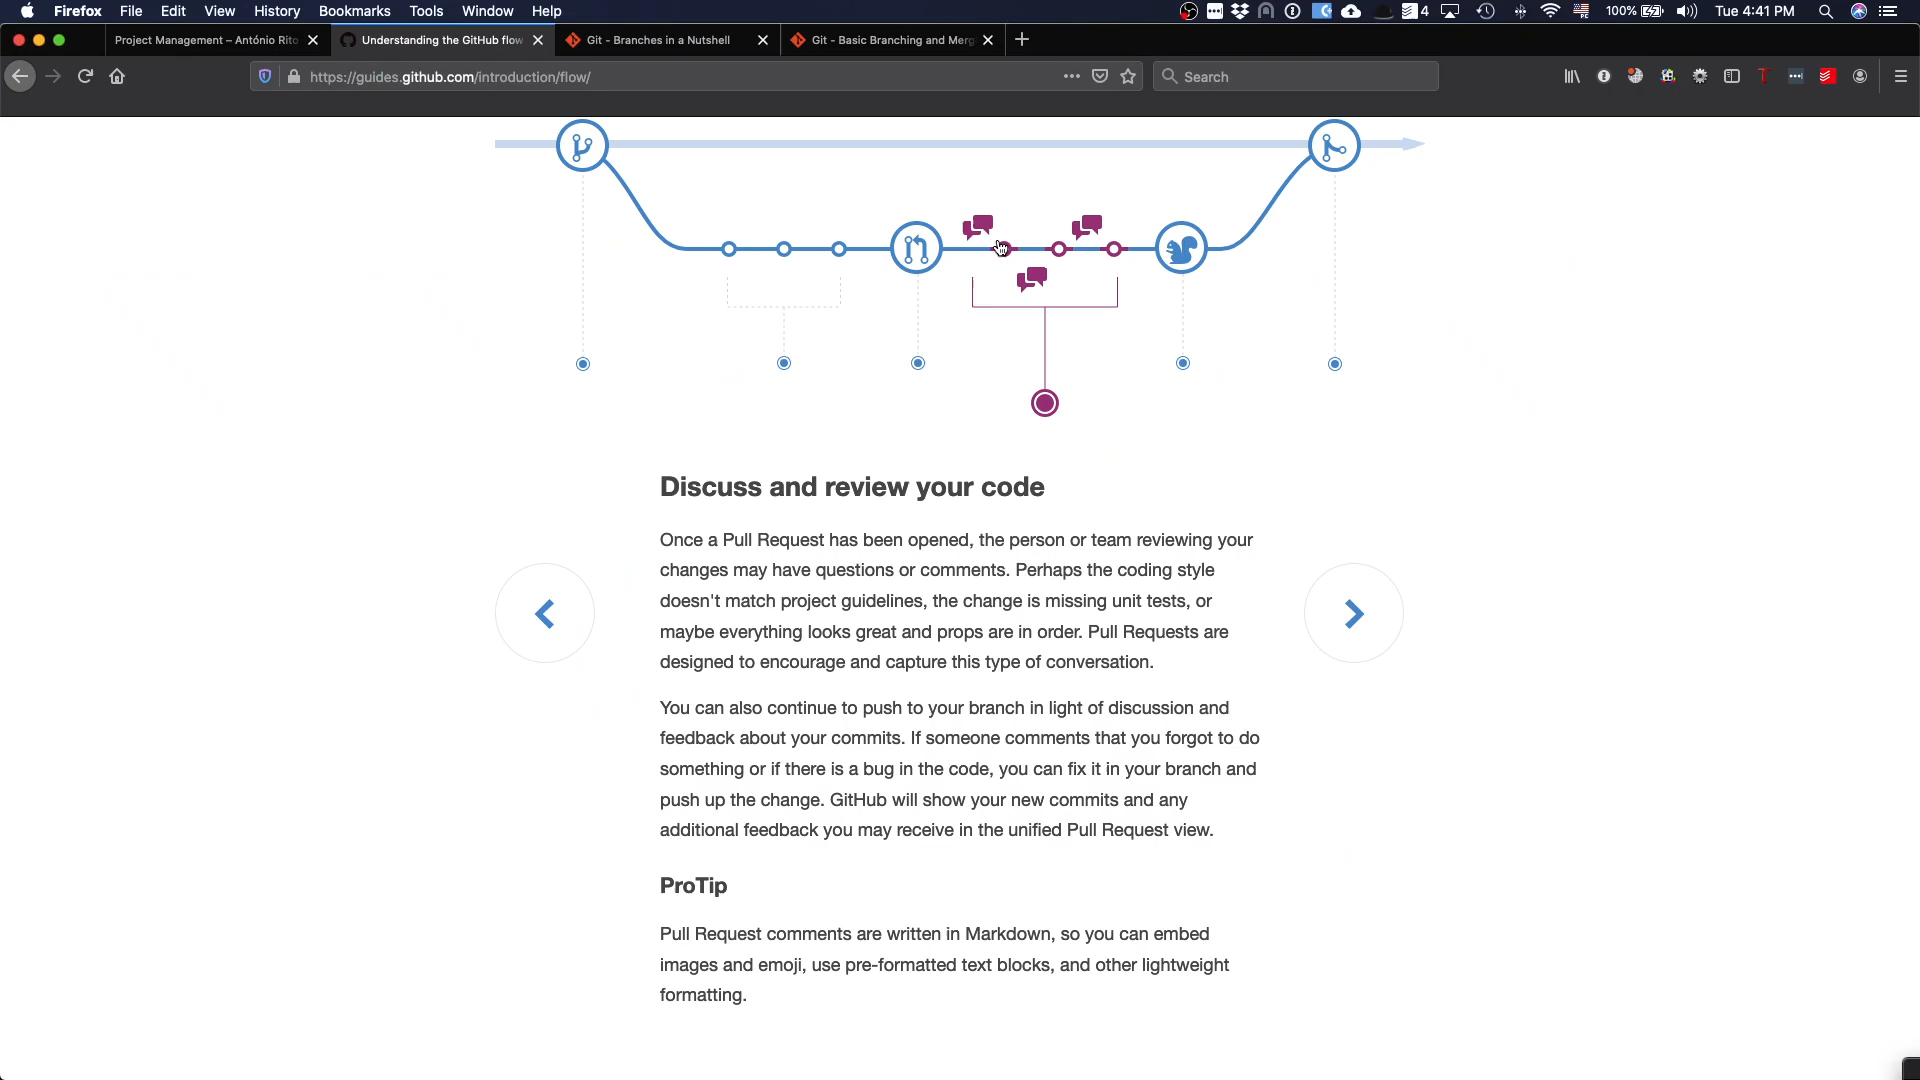 Firefox File Edit View History Bookmarks Tools Window Help 4 100% Tue 4:41 PM
Project Management – António Rito
Understanding the GitHub flow
Git - Branches in a Nutshell
Git - Basic Branching and Merg
https://guides.github.com/introduction/flow/
Search
Discuss and review your code
Once a Pull Request has been opened, the person or team reviewing your
changes may have questions or comments. Perhaps the coding style
doesn't match project guidelines, the change is missing unit tests, or
maybe everything looks great and props are in order. Pull Requests are
designed to encourage and capture this type of conversation.
You can also continue to push to your branch in light of discussion and
feedback about your commits. If someone comments that you forgot to do
something or if there is a bug in the code, you can fix it in your branch and
push up the change. GitHub will show your new commits and any
additional feedback you may receive in the unified Pull Request view.
ProTip
Pull Request comments are written in Markdown, so you can embed
images and emoji, use pre-formatted text blocks, and other lightweight
formatting.